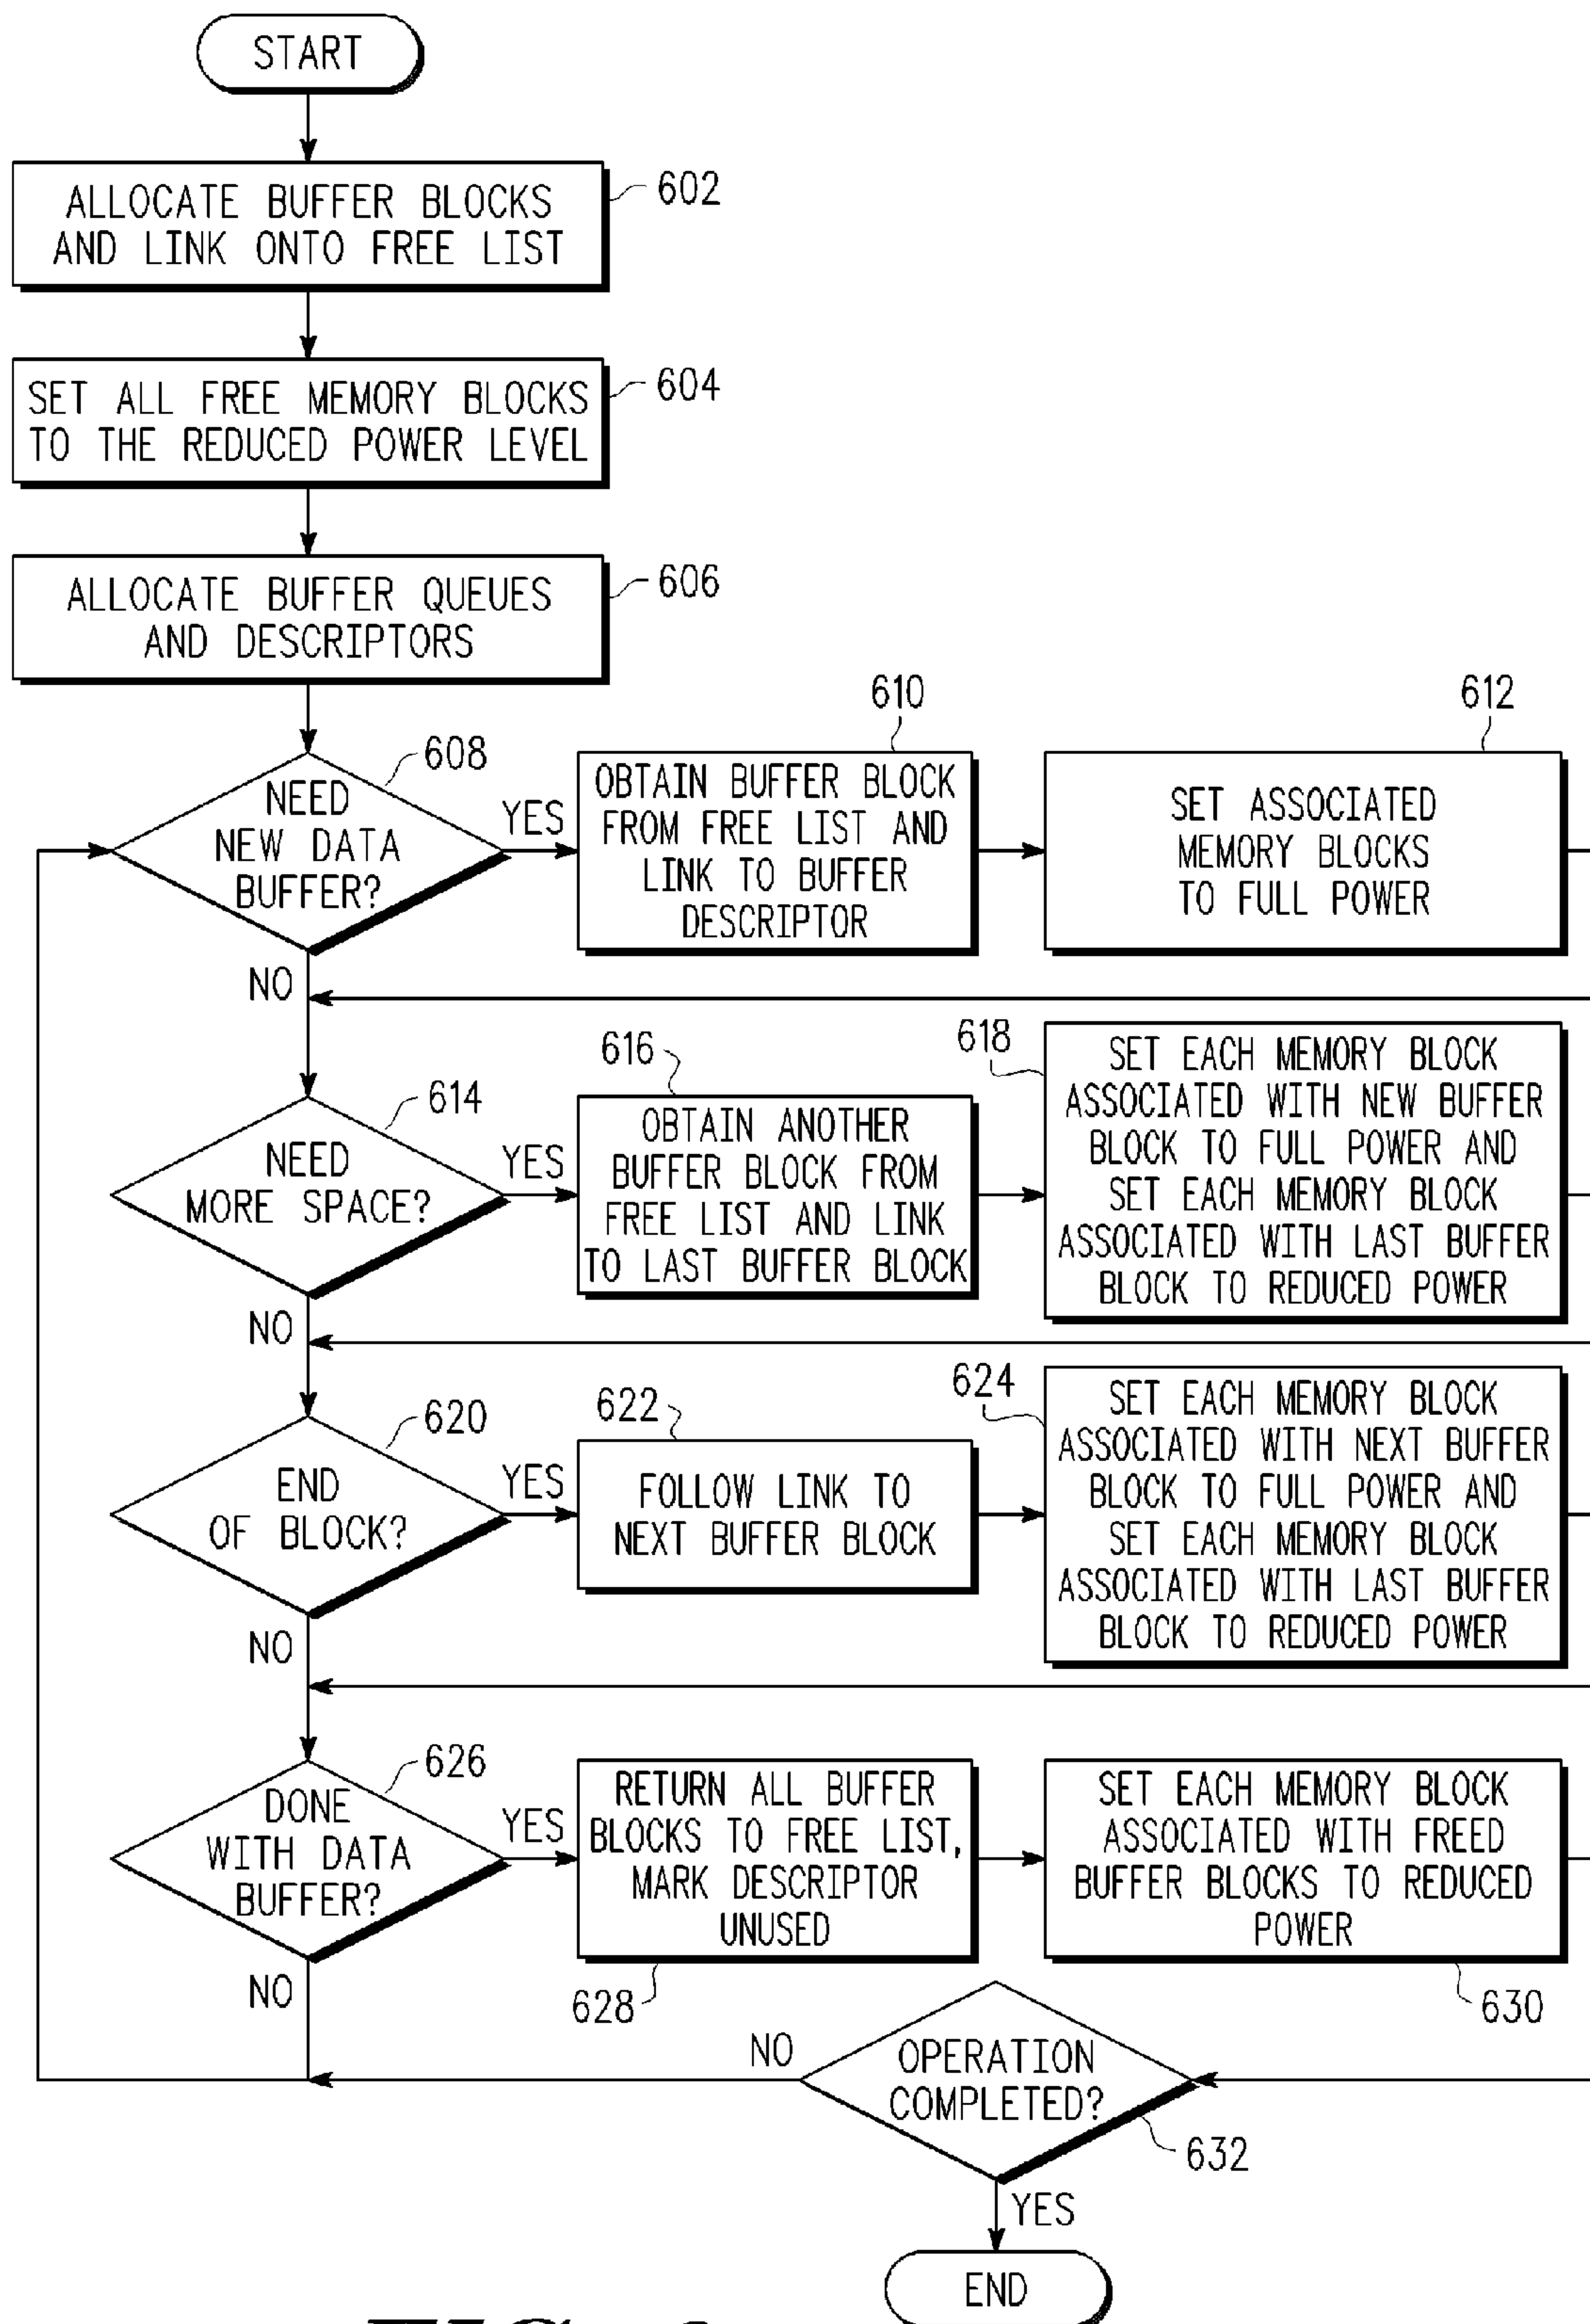 START
ALLOCATE BUFFER BLOCKS
AND LINK ONTO FREE LIST
602
SET ALL FREE MEMORY BLOCKS
TO THE REDUCED POWER LEVEL
604
ALLOCATE BUFFER QUEUES
AND DESCRIPTORS
606
608
NEED
NEW DATA
BUFFER?
YES
NO
610
OBTAIN BUFFER BLOCK
FROM FREE LIST AND
LINK TO BUFFER
DESCRIPTOR
612
SET ASSOCIATED
MEMORY BLOCKS
TO FULL POWER
614
NEED
MORE SPACE?
YES
NO
616
OBTAIN ANOTHER
BUFFER BLOCK FROM
FREE LIST AND LINK
TO LAST BUFFER BLOCK
618
SET EACH MEMORY BLOCK
ASSOCIATED WITH NEW BUFFER
BLOCK TO FULL POWER AND
SET EACH MEMORY BLOCK
ASSOCIATED WITH LAST BUFFER
BLOCK TO REDUCED POWER
620
END
OF BLOCK?
YES
NO
622
FOLLOW LINK TO
NEXT BUFFER BLOCK
624
SET EACH MEMORY BLOCK
ASSOCIATED WITH NEXT BUFFER
BLOCK TO FULL POWER AND
SET EACH MEMORY BLOCK
ASSOCIATED WITH LAST BUFFER
BLOCK TO REDUCED POWER
626
DONE
WITH DATA
BUFFER?
YES
NO
RETURN ALL BUFFER
BLOCKS TO FREE LIST,
MARK DESCRIPTOR
UNUSED
628
SET EACH MEMORY BLOCK
ASSOCIATED WITH FREED
BUFFER BLOCKS TO REDUCED
POWER
630
NO
OPERATION
COMPLETED?
632
YES
END